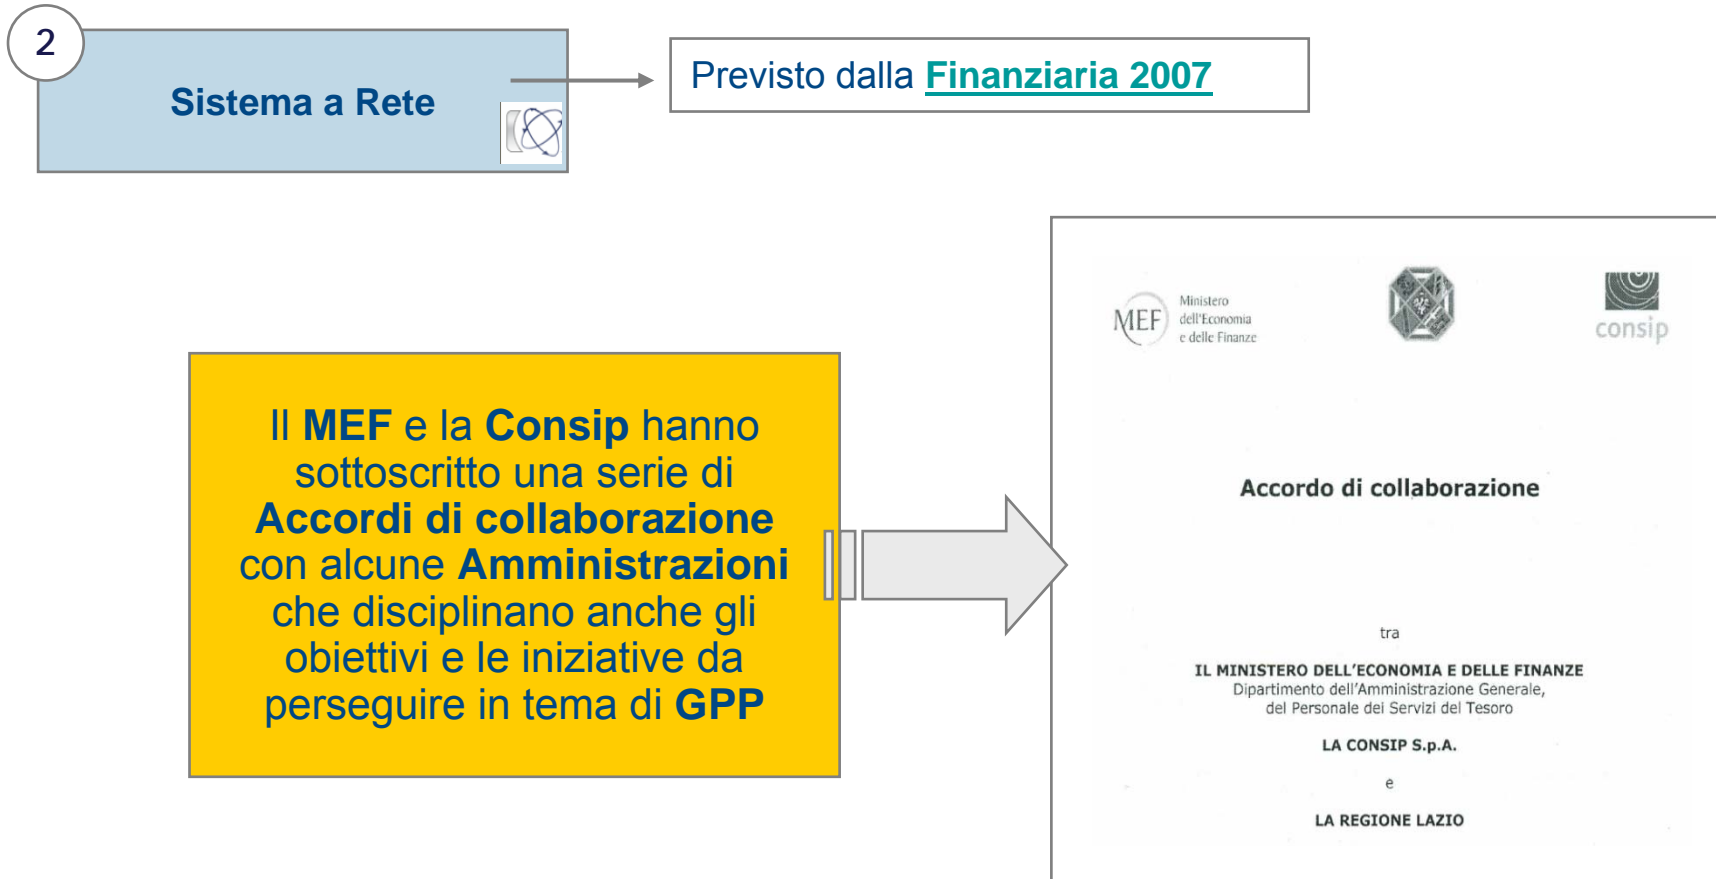 2
Sistema a Rete
Previsto dalla Finanziaria 2007
Il MEF e la Consip hanno
sottoscritto una serie di
Accordi di collaborazione
con alcune Amministrazioni
che disciplinano anche gli
obiettivi e le iniziative da
perseguire in tema di GPP
MEF
Ministero
dell'Economia
e delle Finanze
consip
Accordo di collaborazione
tra
IL MINISTERO DELL'ECONOMIA E DELLE FINANZE
Dipartimento dell'Amministrazione Generale,
del Personale dei Servizi del Tesoro
LA CONSIP S.p.A.
e
LA REGIONE LAZIO